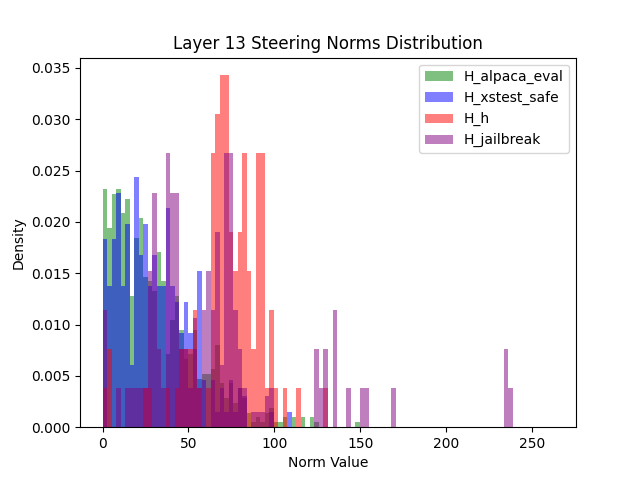 Layer 13 Steering Norms Distribution
0.035
0.030
0.025
0.020
0.015
0.010
0.005
0.000
Density
H_alpaca_eval
H_xstest_safe
H_h
H_jailbreak
0
50
100
150
200
250
Norm Value